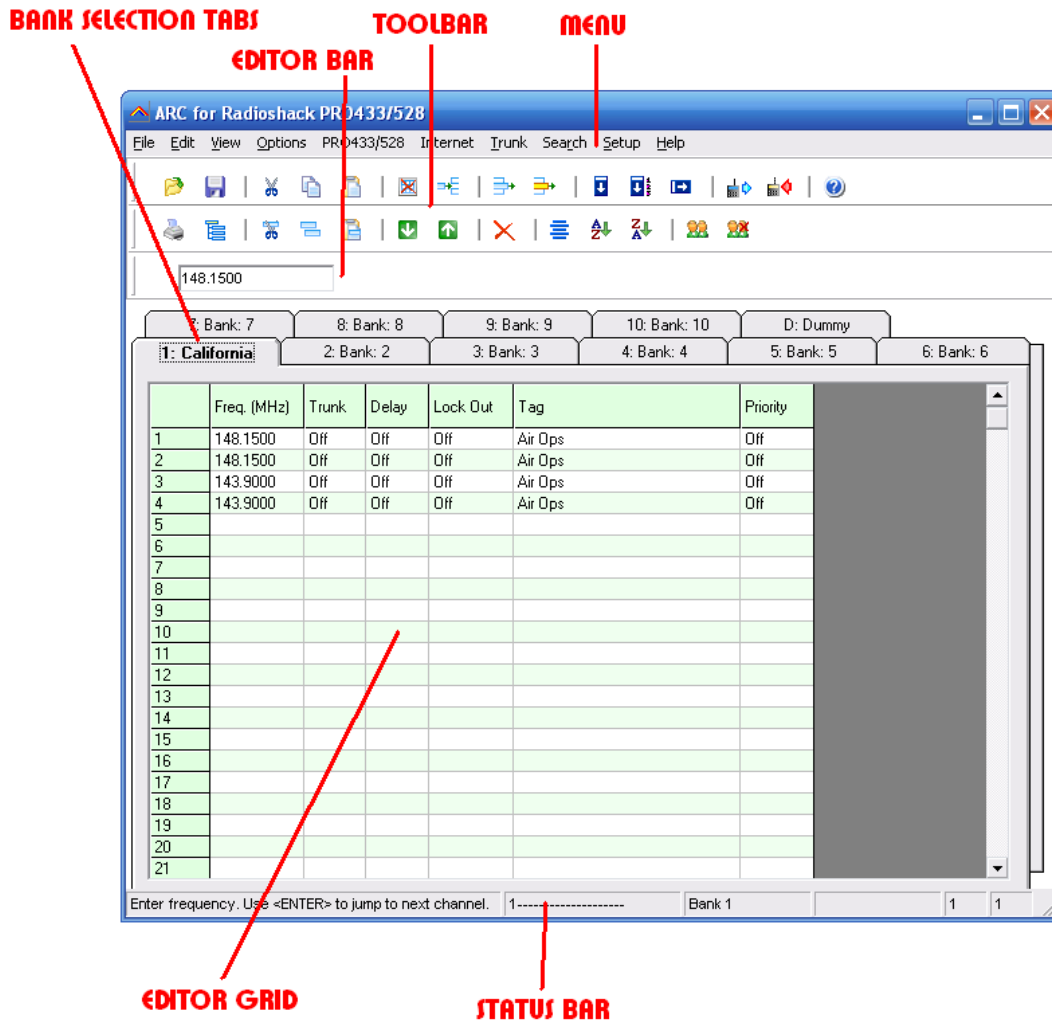 BANK SELECTION TABS
TOOLBAR
MENU
EDITOR BAR
ARC for Radioshack PRO433/528
File Edit View Options PRO433/528 Internet Trunk Search Setup Help
148.1500
7: Bank: 7 8: Bank: 8 9: Bank: 9 10: Bank: 10 D: Dummy
1: California 2: Bank: 2 3: Bank: 3 4: Bank: 4 5: Bank: 5 6: Bank: 6
Freq. (MHz) Trunk Delay Lock Out Tag Priority
1 148.1500 Off Off Off Air Ops Off
2 148.1500 Off Off Off Air Ops Off
3 143.9000 Off Off Off Air Ops Off
4 143.9000 Off Off Off Air Ops Off
5
6
7
8
9
10
11
12
13
14
15
16
17
18
19
20
21
Enter frequency. Use <ENTER> to jump to next channel. 1-------------------- Bank 1 1 1
EDITOR GRID
STATUS BAR